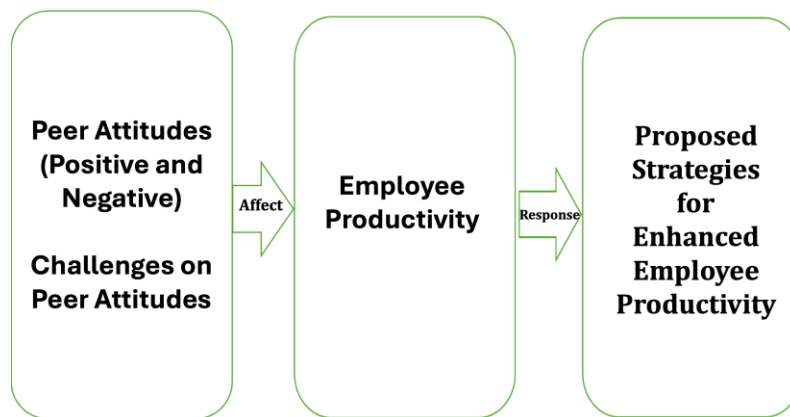 Peer Attitudes
(Positive and
Negative)
Challenges on
Peer Attitudes
Affect
Employee
Productivity
Response
Proposed
Strategies
for
Enhanced
Employee
Productivity